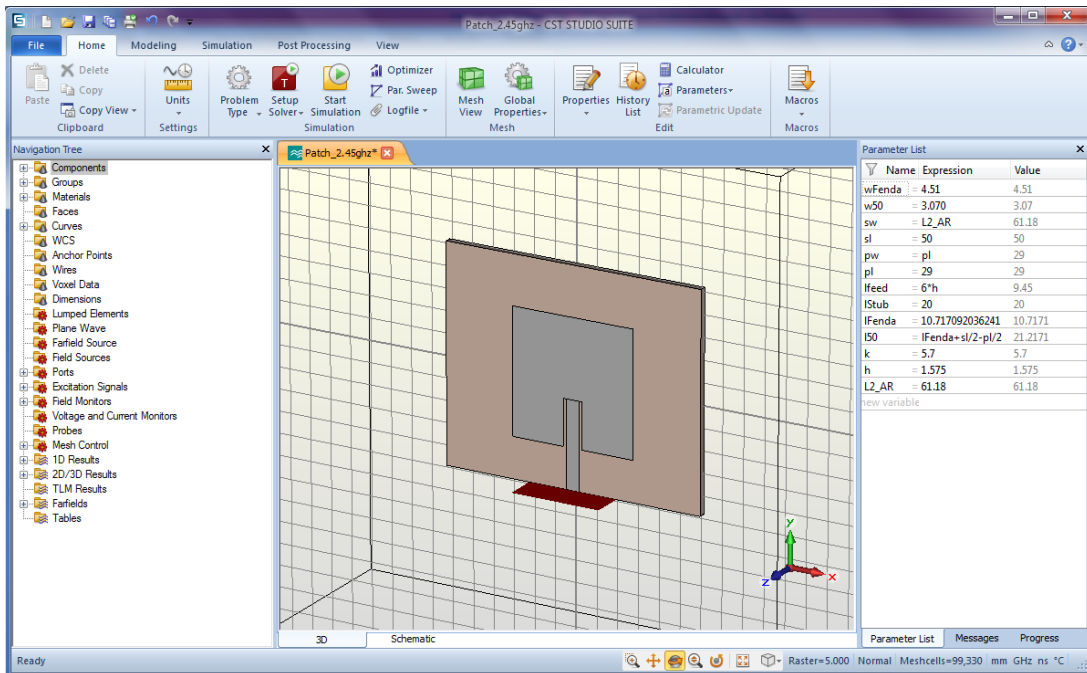 Patch_2.45ghz - CST STUDIO SUITE
File Home Modeling Simulation Post Processing View
Paste
Delete
Copy
Copy View
Clipboard
Units
Settings
Problem Type
Setup Solver
Start Simulation
Optimizer
Par. Sweep
Logfile
Simulation
Mesh View
Global Properties
Mesh
Properties
History List
Calculator
Parameters
Parametric Update
Edit
Macros
Macros
Navigation Tree
Components
Groups
Materials
Faces
Curves
WCS
Anchor Points
Wires
Voxel Data
Dimensions
Lumped Elements
Plane Wave
Farfield Source
Field Sources
Ports
Excitation Signals
Field Monitors
Voltage and Current Monitors
Probes
Mesh Control
1D Results
2D/3D Results
TLM Results
Farfields
Tables
Patch_2.45ghz*
y
x
z
3D Schematic
Parameter List
Name Expression Value
wFenda = 4.51 4.51
w50 = 3.070 3.07
sw = L2_AR 61.18
sl = 50 50
pw = pl 29
pl = 29 29
lfeed = 6*h 9.45
lStub = 20 20
lFenda = 10.717092036241 10.7171
l50 = lFenda+sl/2-pl/2 21.2171
k = 5.7 5.7
h = 1.575 1.575
L2_AR = 61.18 61.18
new variable
Parameter List Messages Progress
Ready
Raster=5.000 Normal Meshcells=99,330 mm GHz ns °C